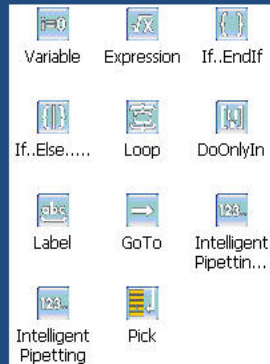 i=0 √x { }
Variable Expression If..EndIf
If..Else..... Loop DoOnlyIn
abc 123..
Label GoTo Intelligent
Pipettin...
123..
Intelligent Pick
Pipetting